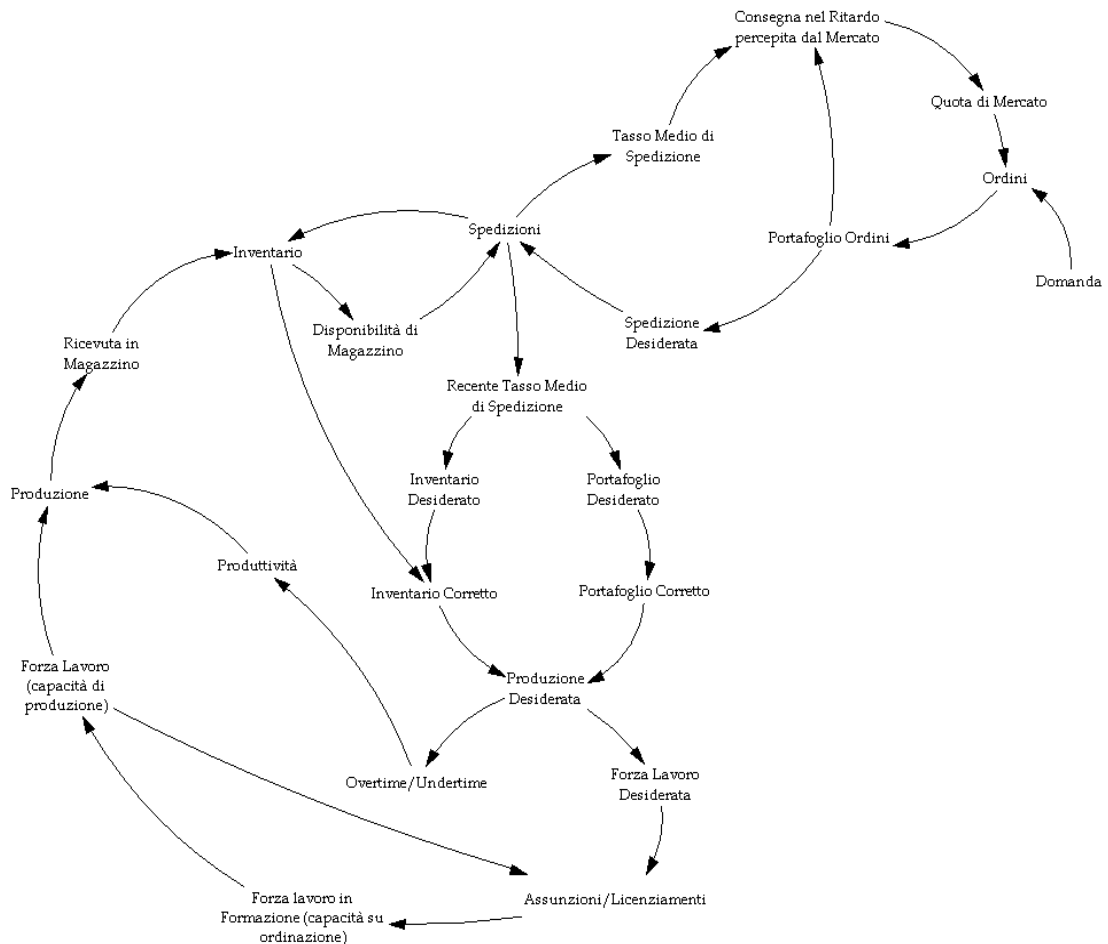 Consegna nel Ritardo
percepita dal Mercato
Quota di Mercato
Tasso Medio di
Spedizione
Ordini
Spedizioni
Portafoglio Ordini
Inventario
Domanda
Disponibilità di
Magazzino
Spedizione
Desiderata
Ricevuta in
Magazzino
Recente Tasso Medio
di Spedizione
Inventario
Desiderato
Portafoglio
Desiderato
Produzione
Produttività
Inventario Corretto
Portafoglio Corretto
Forza Lavoro
(capacità di
produzione)
Produzione
Desiderata
Overtime/Undertime
Forza Lavoro
Desiderata
Assunzioni/Licenziamenti
Forza lavoro in
Formazione (capacità su
ordinazione)